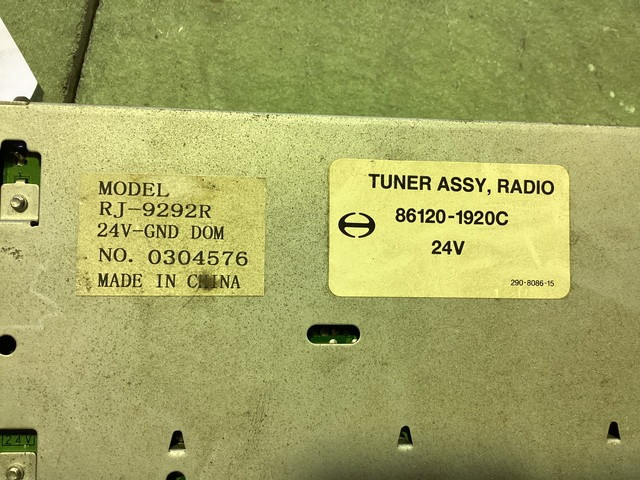 MODEL
RJ-9292R
24V-GND DOM
NO. 0304576
MADE IN CHINA
TUNER ASSY, RADIO
86120-1920C
24V
290-8086-15
24V